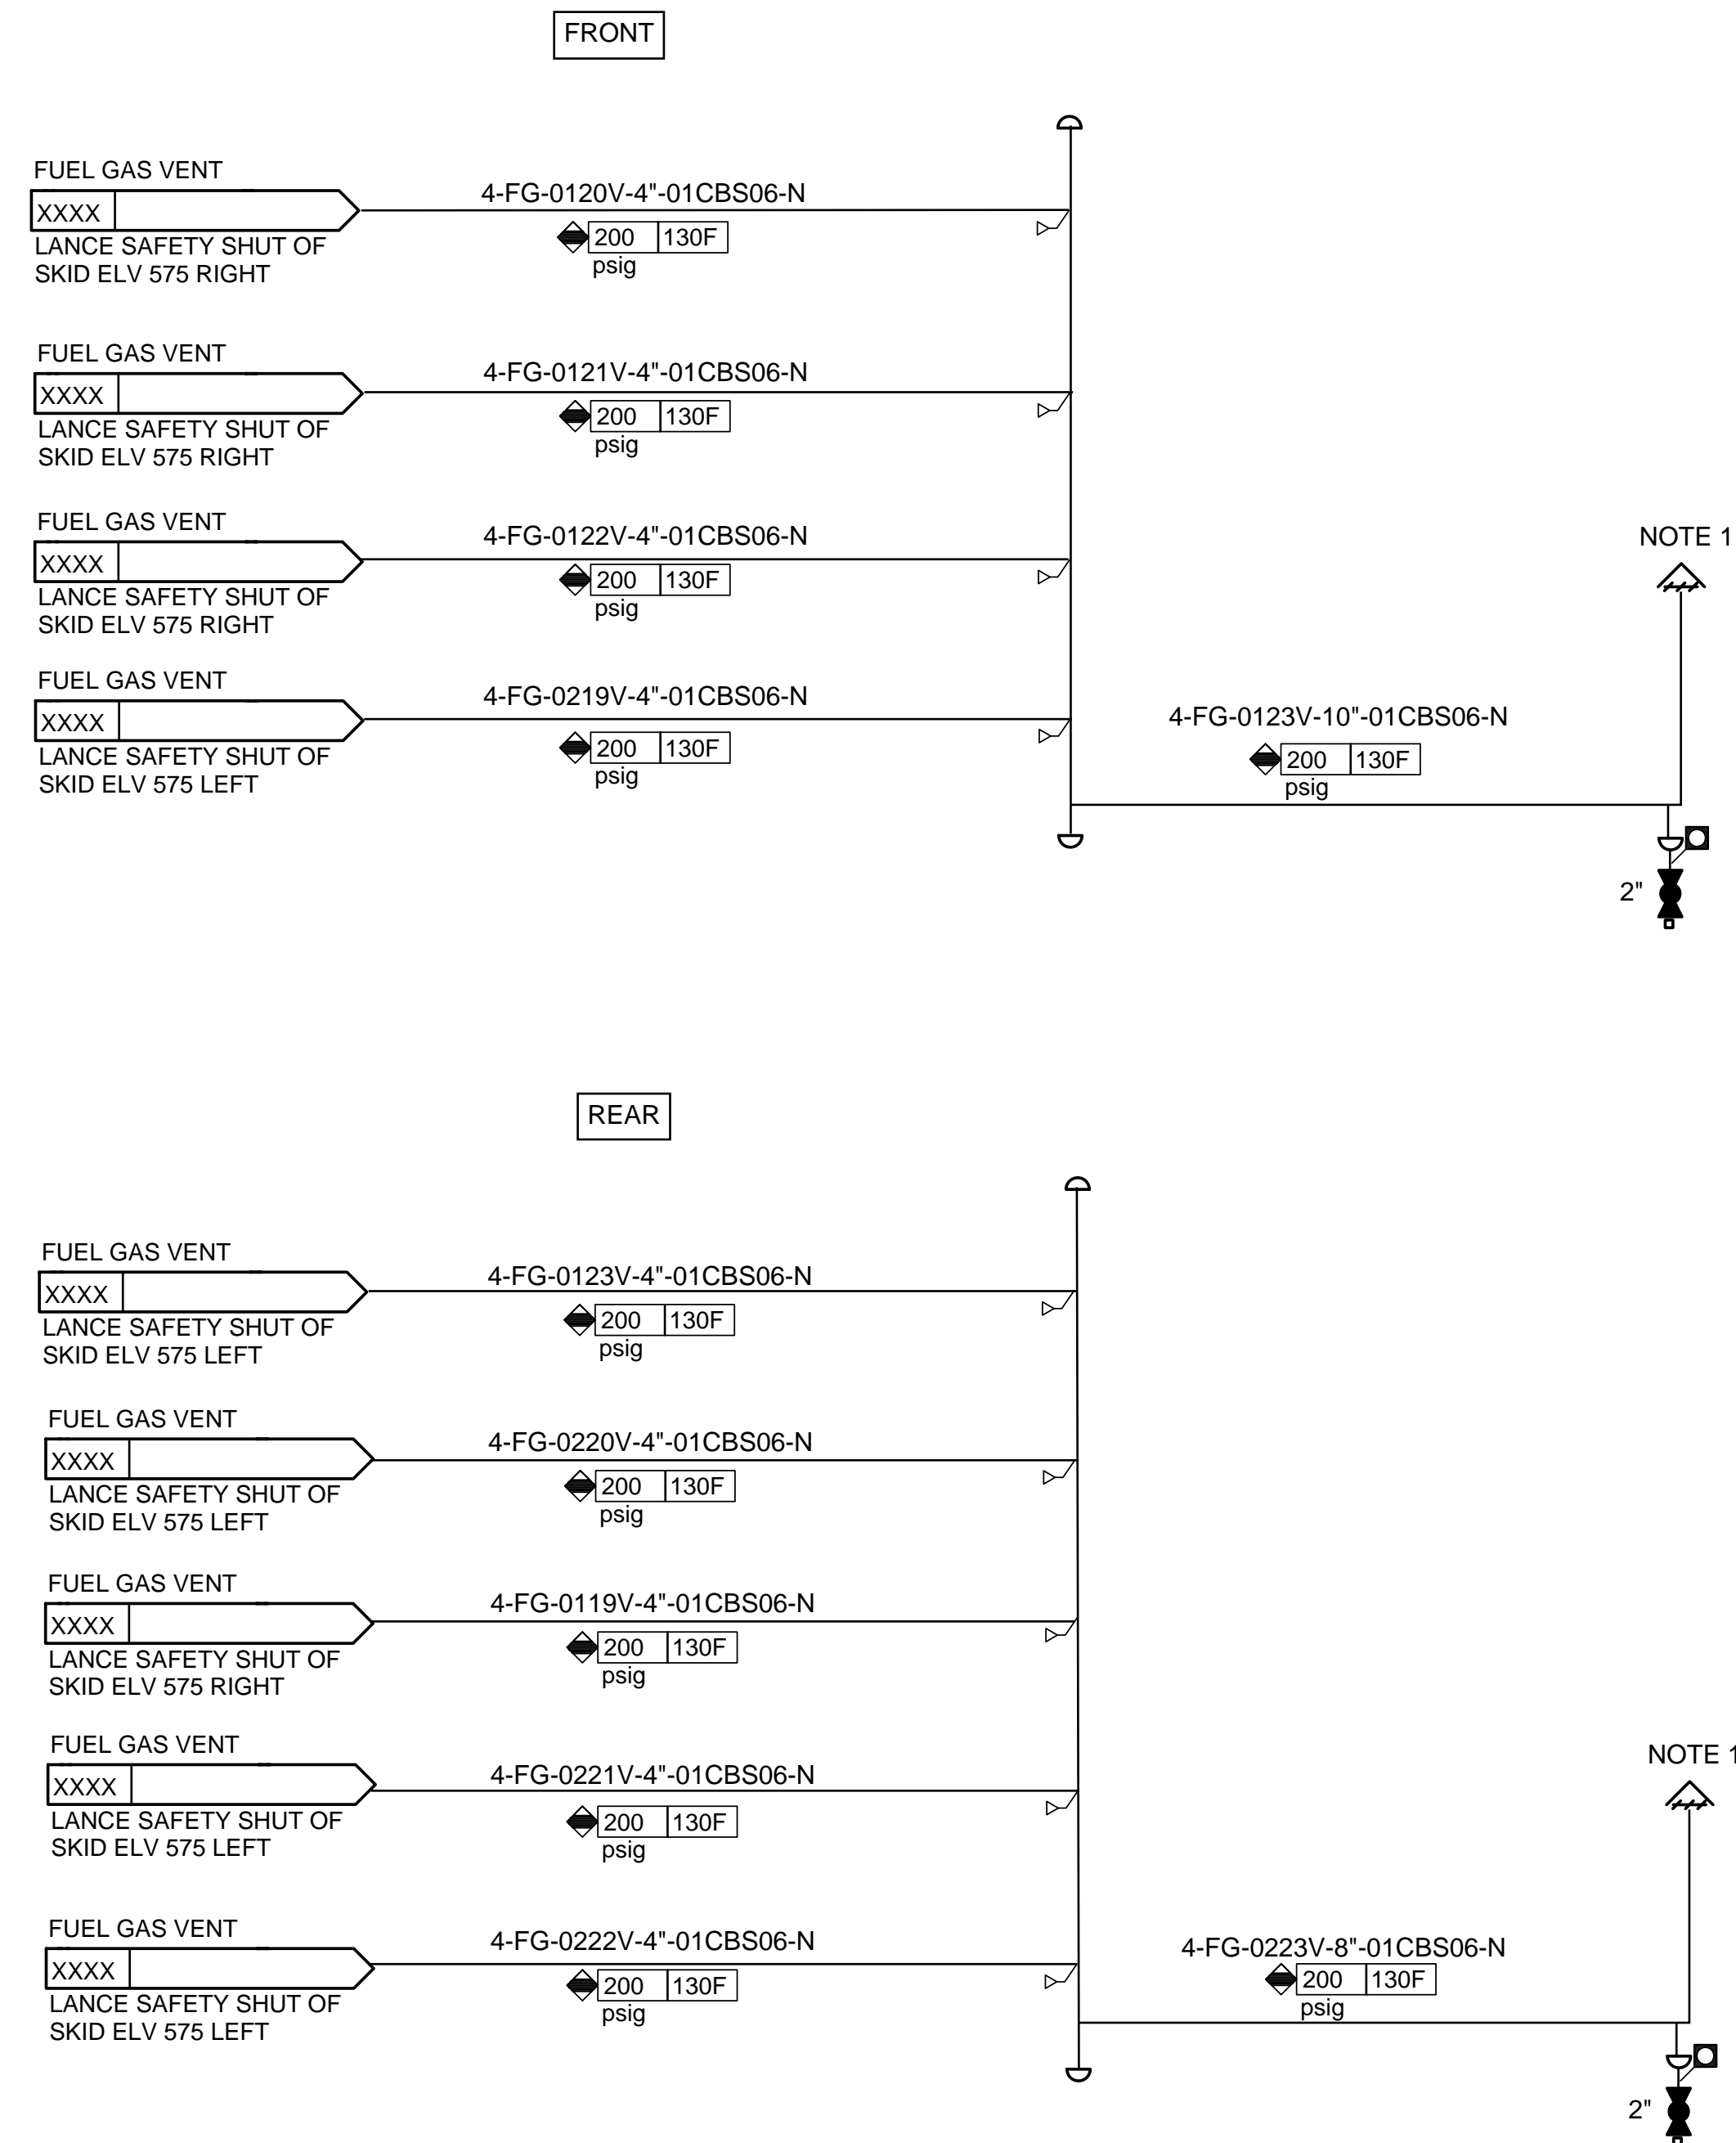 FRONT
FUEL GAS VENT
XXXX
LANCE SAFETY SHUT OF
SKID ELV 575 RIGHT
4-FG-0120V-4"-01CBS06-N
200 130F
psig
FUEL GAS VENT
XXXX
LANCE SAFETY SHUT OF
SKID ELV 575 RIGHT
4-FG-0121V-4"-01CBS06-N
200 130F
psig
FUEL GAS VENT
XXXX
LANCE SAFETY SHUT OF
SKID ELV 575 RIGHT
4-FG-0122V-4"-01CBS06-N
200 130F
psig
FUEL GAS VENT
XXXX
LANCE SAFETY SHUT OF
SKID ELV 575 LEFT
4-FG-0219V-4"-01CBS06-N
200 130F
psig
NOTE 1
4-FG-0123V-10"-01CBS06-N
200 130F
psig
2"
REAR
FUEL GAS VENT
XXXX
LANCE SAFETY SHUT OF
SKID ELV 575 LEFT
4-FG-0123V-4"-01CBS06-N
200 130F
psig
FUEL GAS VENT
XXXX
LANCE SAFETY SHUT OF
SKID ELV 575 LEFT
4-FG-0220V-4"-01CBS06-N
200 130F
psig
FUEL GAS VENT
XXXX
LANCE SAFETY SHUT OF
SKID ELV 575 RIGHT
4-FG-0119V-4"-01CBS06-N
200 130F
psig
FUEL GAS VENT
XXXX
LANCE SAFETY SHUT OF
SKID ELV 575 LEFT
4-FG-0221V-4"-01CBS06-N
200 130F
psig
FUEL GAS VENT
XXXX
LANCE SAFETY SHUT OF
SKID ELV 575 LEFT
4-FG-0222V-4"-01CBS06-N
200 130F
psig
NOTE 1
4-FG-0223V-8"-01CBS06-N
200 130F
psig
2"